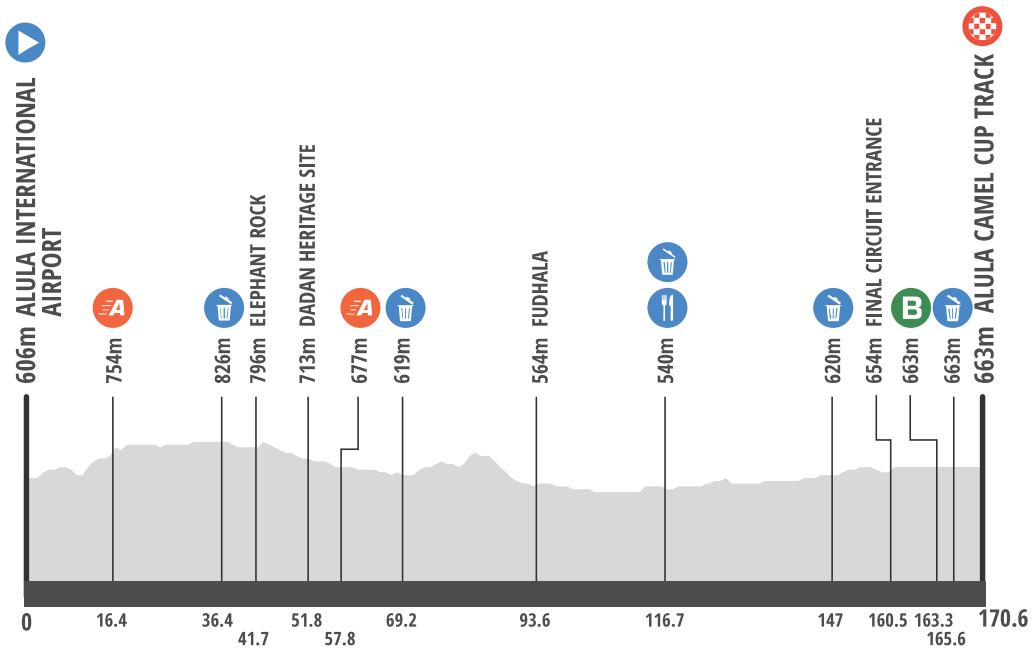 606m ALULA INTERNATIONAL
AIRPORT
A
754m
826m
796m ELEPHANT ROCK
713m DADAN HERITAGE SITE
A
677m
619m
564m FUDHALA
540m
620m
654m FINAL CIRCUIT ENTRANCE
B
663m
663m
663m ALULA CAMEL CUP TRACK
0
16.4
36.4
41.7
51.8
57.8
69.2
93.6
116.7
147
160.5
163.3
165.6
170.6